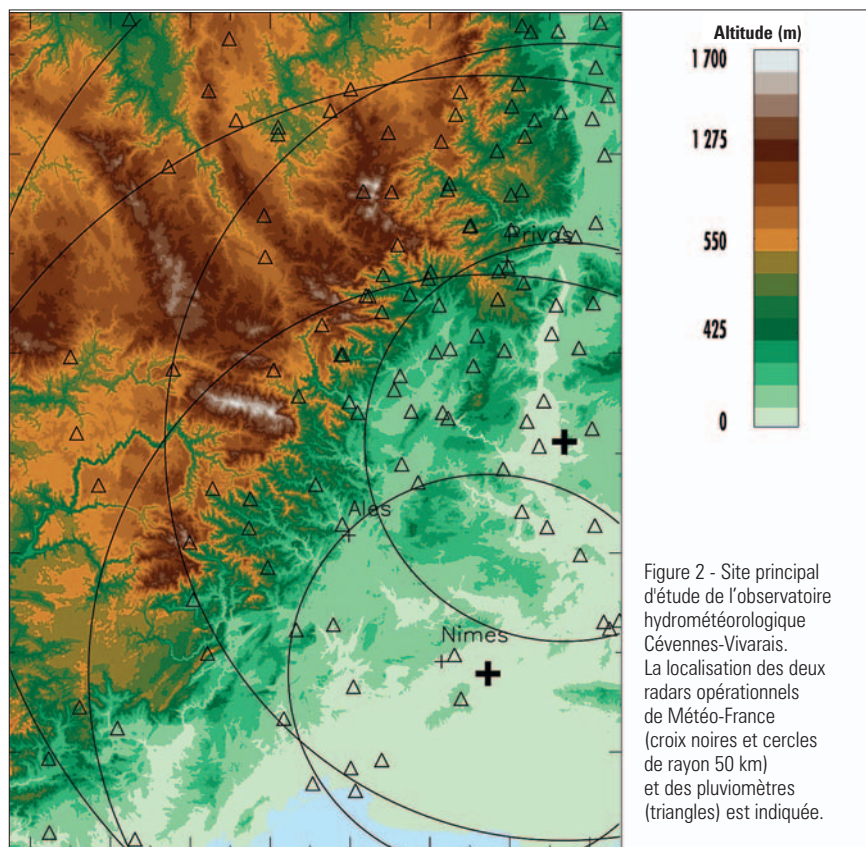 Altitude (m)
1 700
1 275
550
425
0
Privas
Ales
Nimes
Figure 2 - Site principal
d'étude de l'observatoire
hydrométéorologique
Cévennes-Vivarais.
La localisation des deux
radars opérationnels
de Météo-France
(croix noires et cercles
de rayon 50 km)
et des pluviomètres
(triangles) est indiquée.